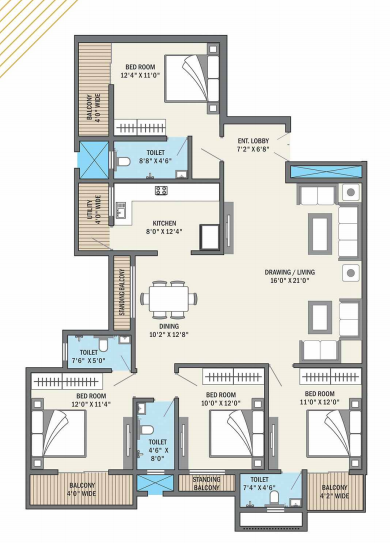 BED ROOM
12'4" X 11'0"
BALCONY
4'0" WIDE
TOILET
8'8" X 4'6"
ENT. LOBBY
7'2" X 6'8"
UTILITY
4'0" WIDE
KITCHEN
8'0" X 12'4"
STANDING BALCONY
DRAWING / LIVING
16'0" X 21'0"
DINING
10'2" X 12'8"
TOILET
7'6" X 5'0"
BED ROOM
12'0" X 11'4"
BED ROOM
10'0" X 12'0"
BED ROOM
11'0" X 12'0"
TOILET
4'6" X
8'0"
BALCONY
4'0" WIDE
STANDING
BALCONY
TOILET
7'4" X 4'6"
BALCONY
4'2" WIDE